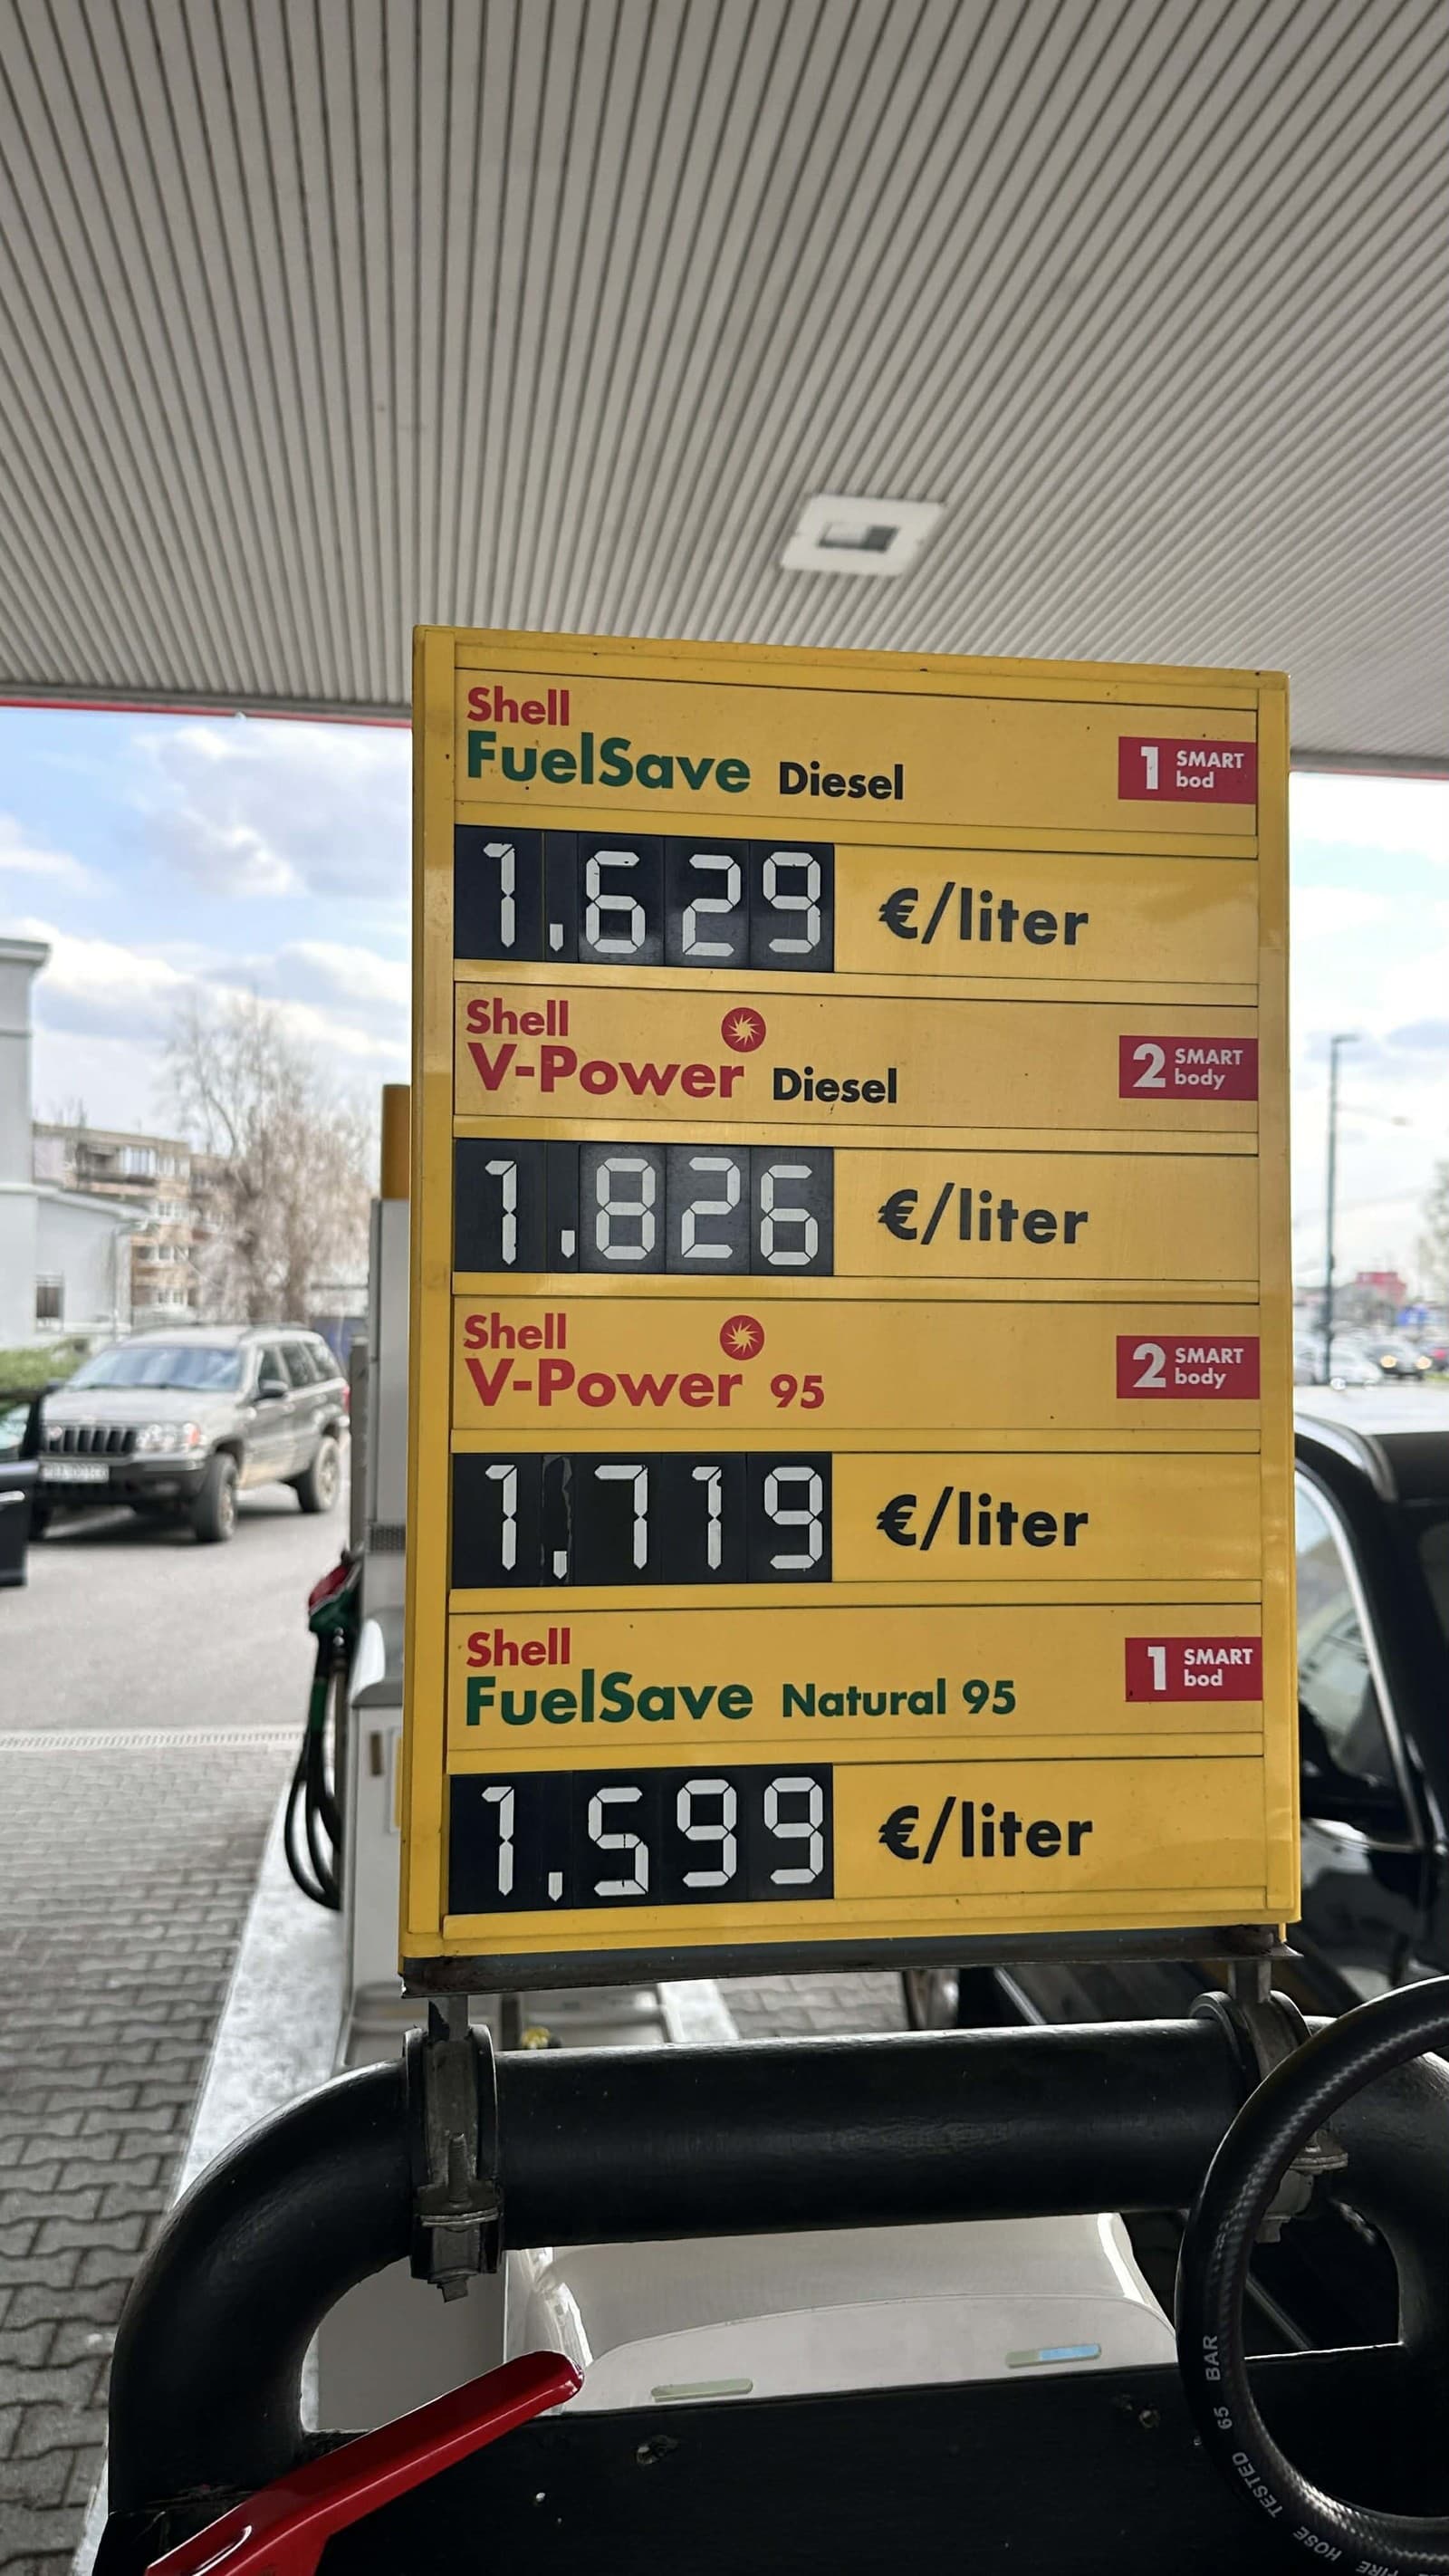 Shell
FuelSave Diesel
1 SMART
bod
1.629 €/liter
Shell
V-Power Diesel
2 SMART
body
1.826 €/liter
Shell
V-Power 95
2 SMART
body
1.719 €/liter
Shell
FuelSave Natural 95
1 SMART
bod
1.599 €/liter
HOSE TESTED 65 BAR